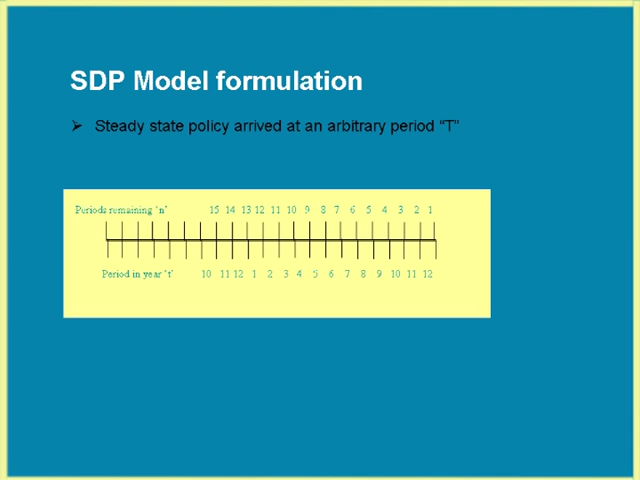 SDP Model formulation
➢ Steady state policy arrived at an arbitrary period “T”
Periods remaining ‘n’ 15 14 13 12 11 10 9 8 7 6 5 4 3 2 1
Period in year ‘t’ 10 11 12 1 2 3 4 5 6 7 8 9 10 11 12